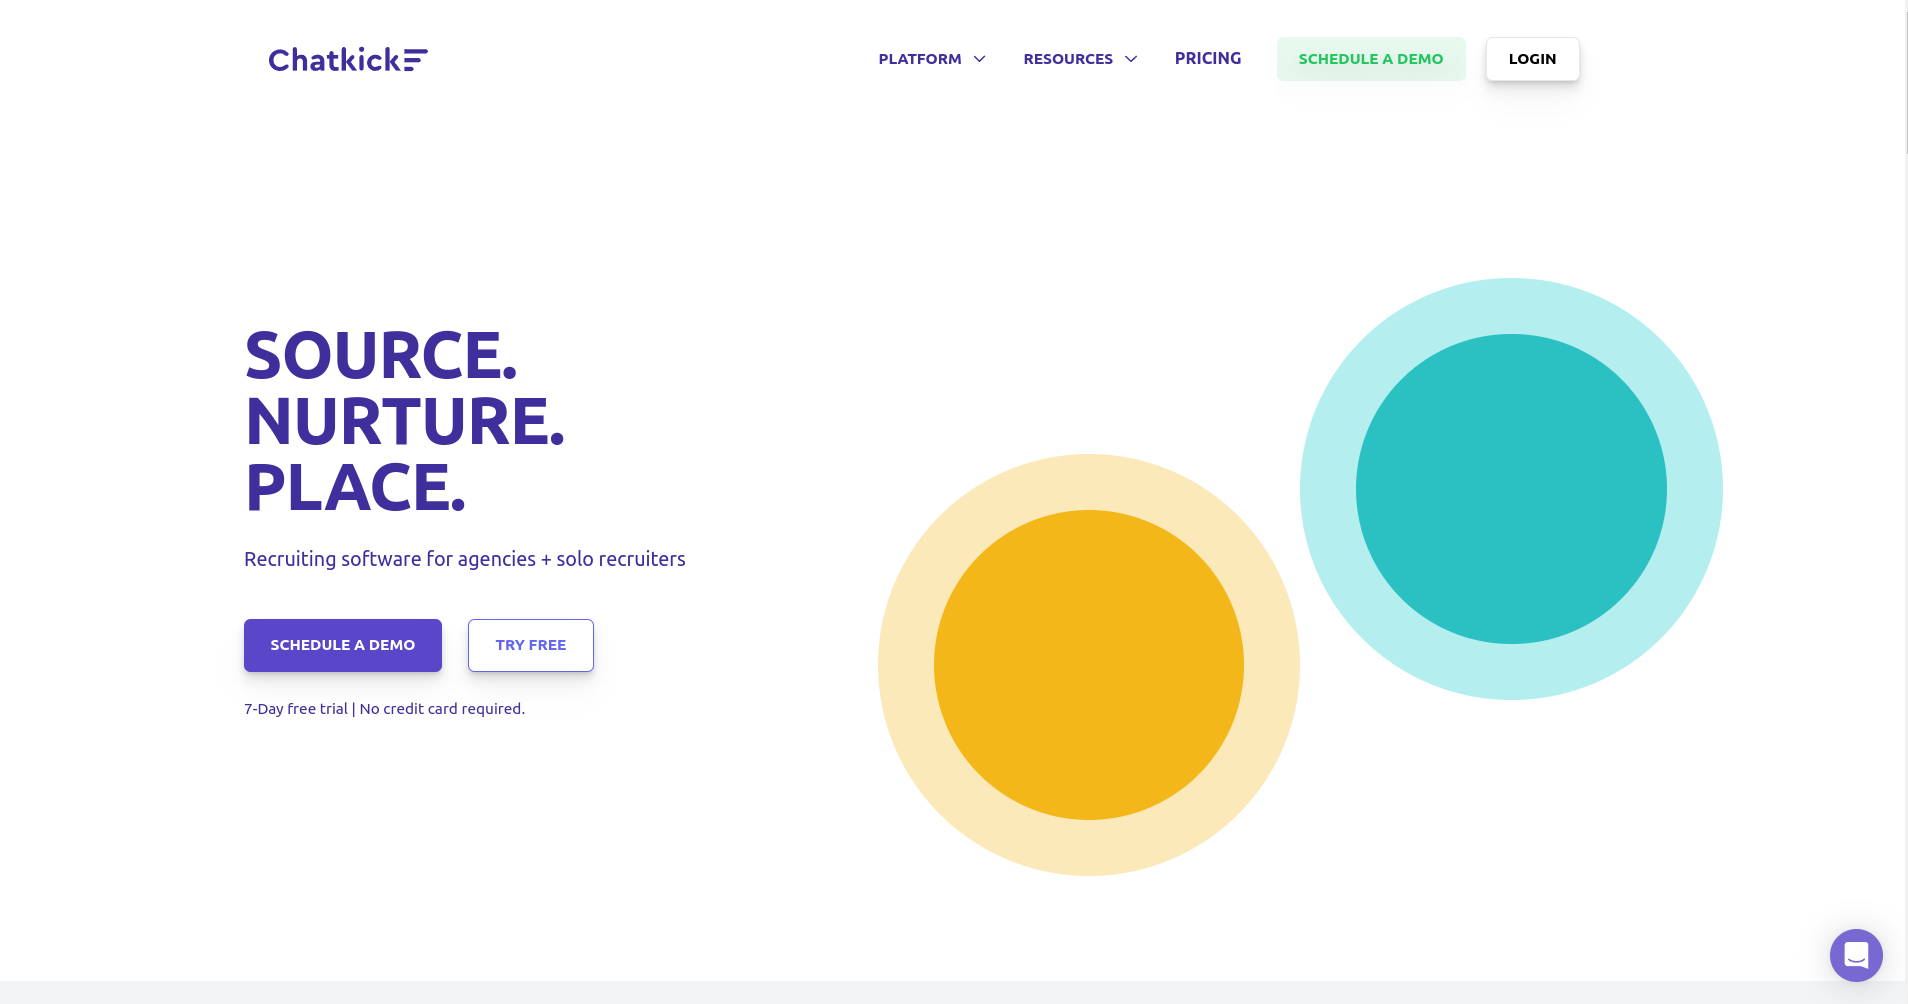 Chatkick
PLATFORM
RESOURCES
PRICING
SCHEDULE A DEMO
LOGIN
SOURCE.
NURTURE.
PLACE.
Recruiting software for agencies + solo recruiters
SCHEDULE A DEMO
TRY FREE
7-Day free trial | No credit card required.